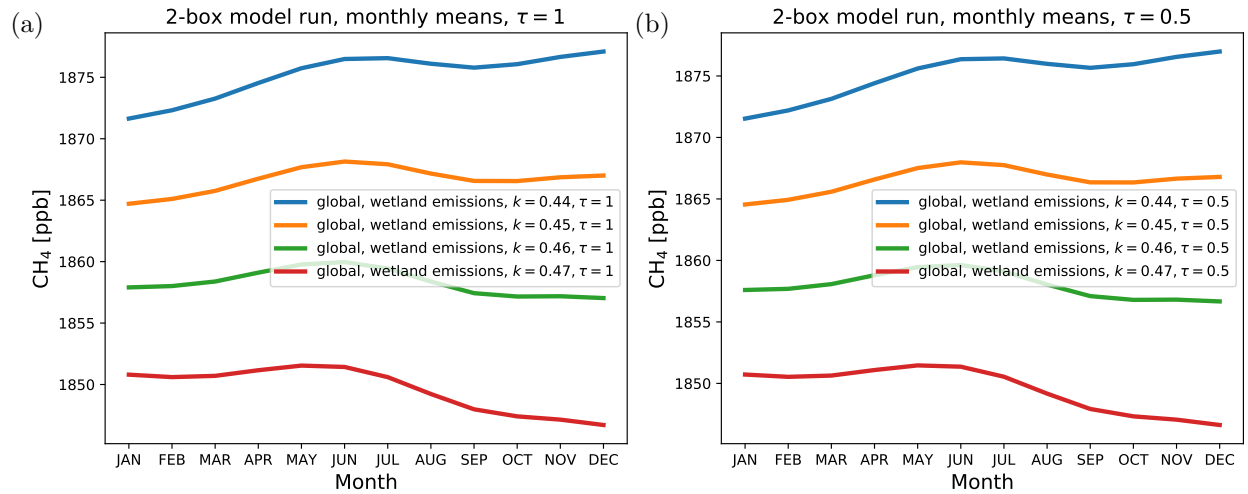 (a)
2-box model run, monthly means, τ = 1
CH₄ [ppb]
1875
1870
1865
1860
1855
1850
global, wetland emissions, k = 0.44, τ = 1
global, wetland emissions, k = 0.45, τ = 1
global, wetland emissions, k = 0.46, τ = 1
global, wetland emissions, k = 0.47, τ = 1
JAN FEB MAR APR MAY JUN JUL AUG SEP OCT NOV DEC
Month
(b)
2-box model run, monthly means, τ = 0.5
CH₄ [ppb]
1875
1870
1865
1860
1855
1850
global, wetland emissions, k = 0.44, τ = 0.5
global, wetland emissions, k = 0.45, τ = 0.5
global, wetland emissions, k = 0.46, τ = 0.5
global, wetland emissions, k = 0.47, τ = 0.5
JAN FEB MAR APR MAY JUN JUL AUG SEP OCT NOV DEC
Month